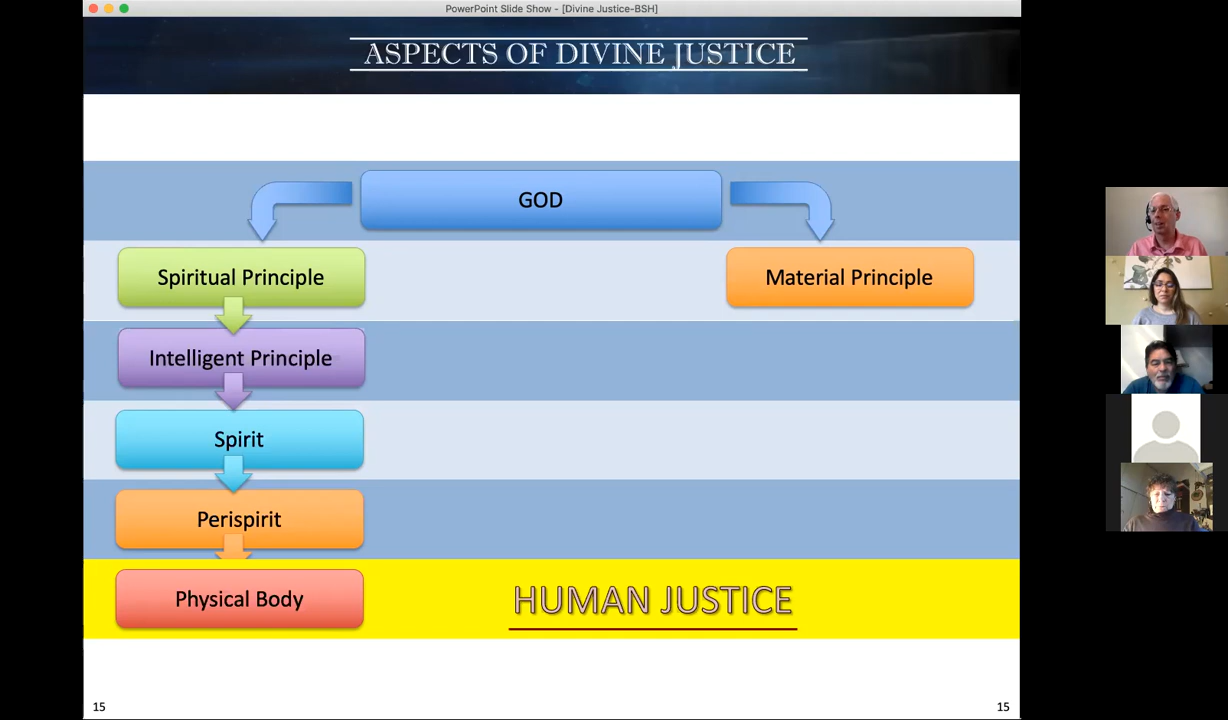 PowerPoint Slide Show - [Divine Justice-BSH]
ASPECTS OF DIVINE JUSTICE
GOD
Spiritual Principle
Material Principle
Intelligent Principle
Spirit
Perispirit
Physical Body
HUMAN JUSTICE
15
15